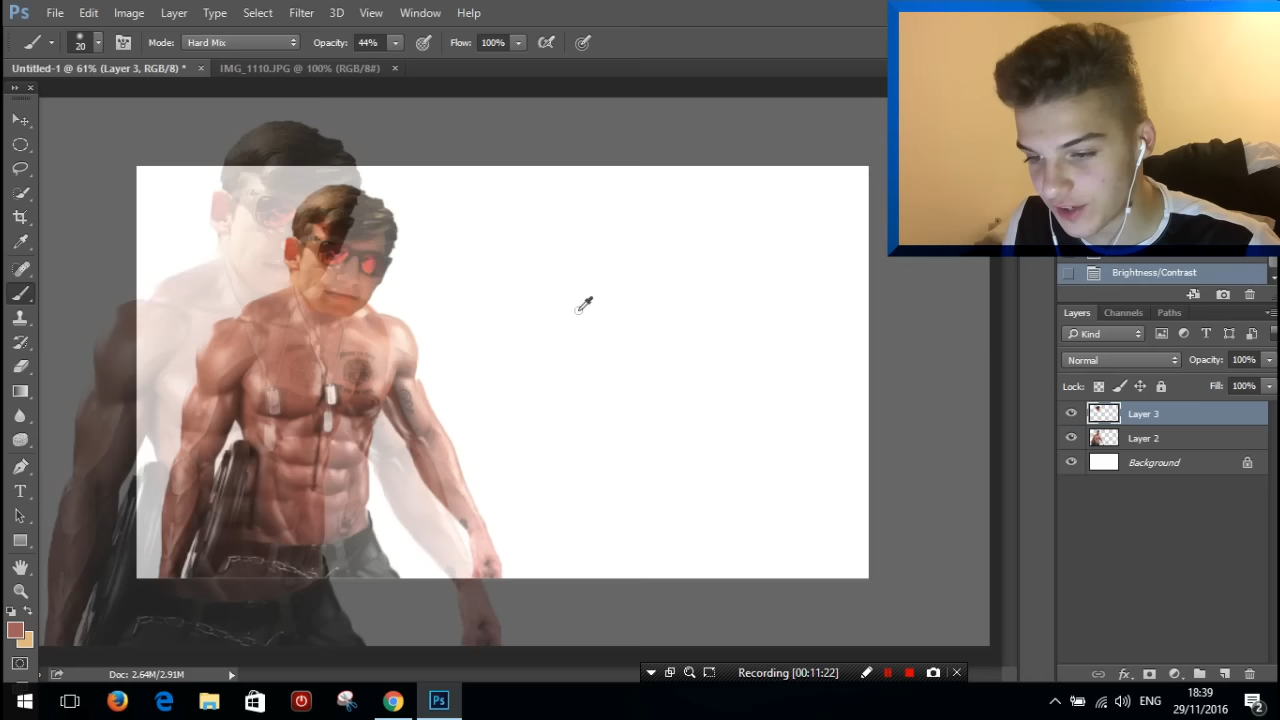 Ps File Edit Image Layer Type Select Filter 3D View Window Help
20 Mode: Hard Mix Opacity: 44% Flow: 100%
Untitled-1 @ 61% (Layer 3, RGB/8) * × IMG_1110.JPG @ 100% (RGB/8#) ×
Brightness/Contrast
Layers Channels Paths
Kind
Normal Opacity: 100%
Lock: Fill: 100%
Layer 3
Layer 2
Background
Doc: 2.64M/2.91M
Recording [00:11:22]
Ps
ENG
18:39
29/11/2016
2